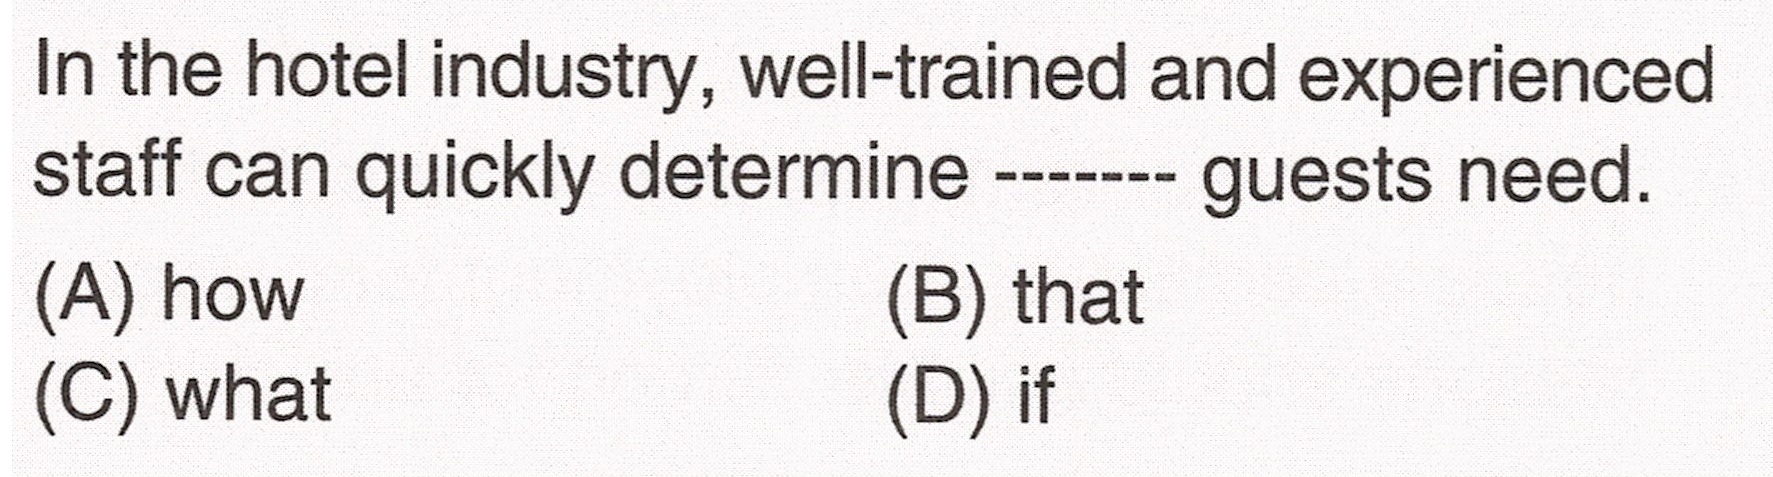 In the hotel industry, well-trained and experienced
staff can quickly determine ------- guests need.
(A) how (B) that
(C) what (D) if